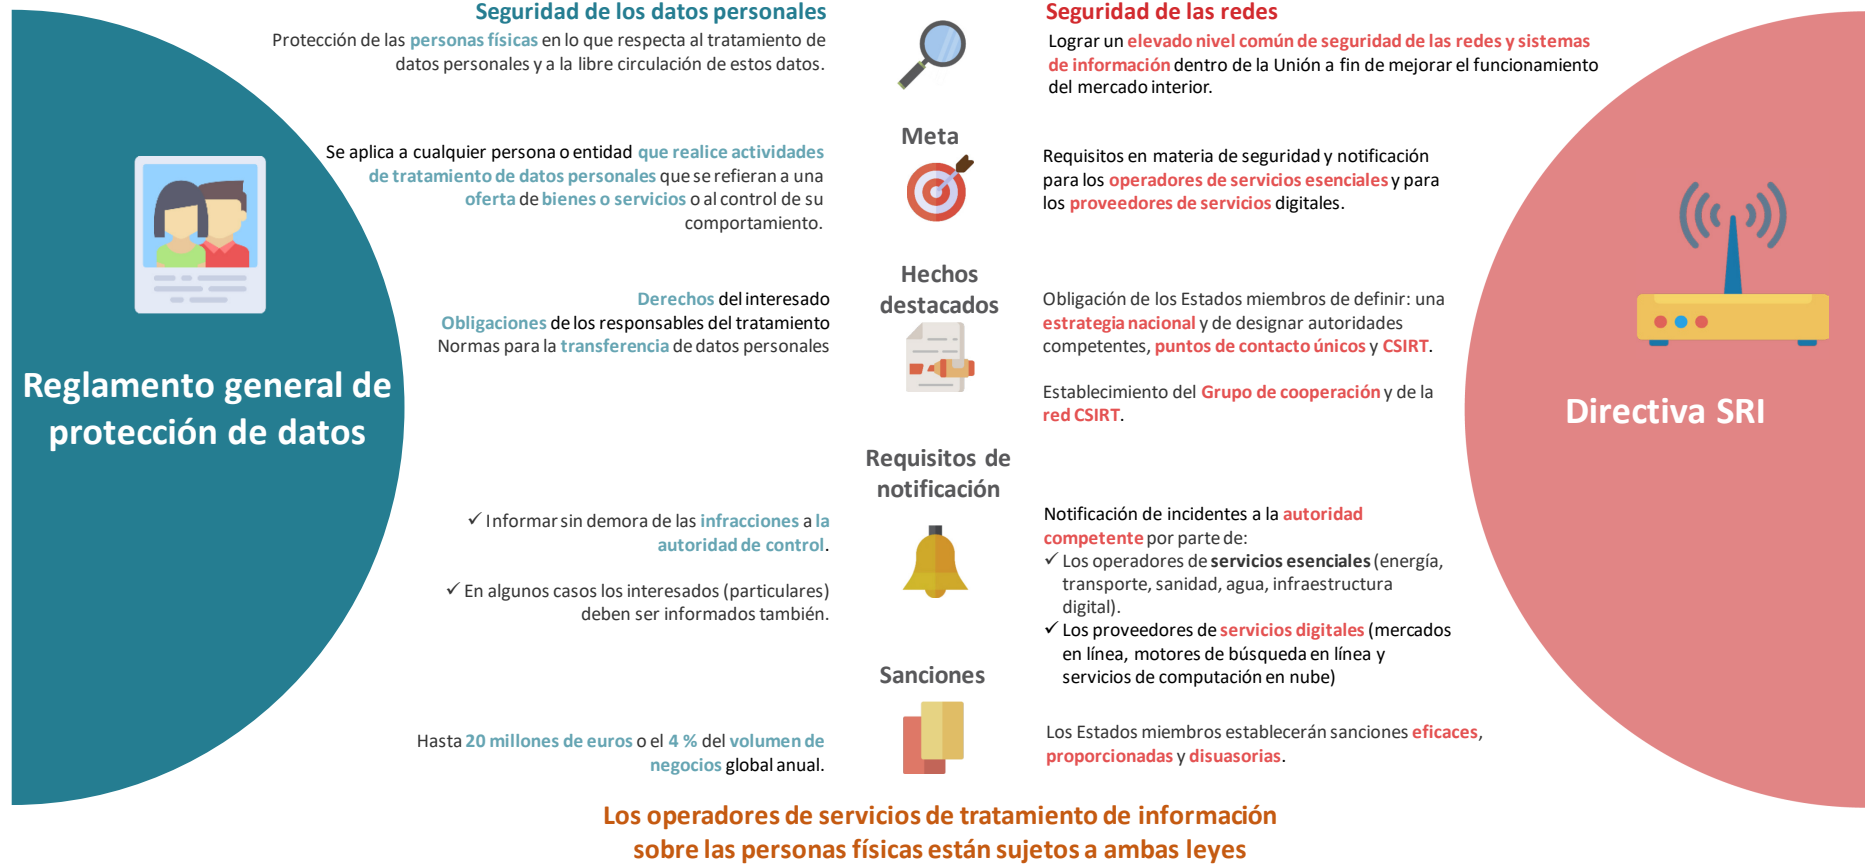 Seguridad de los datos personales
Protección de las personas físicas en lo que respecta al tratamiento de
datos personales y a la libre circulación de estos datos.
Seguridad de las redes
Lograr un elevado nivel común de seguridad de las redes y sistemas
de información dentro de la Unión a fin de mejorar el funcionamiento
del mercado interior.
Meta
Se aplica a cualquier persona o entidad que realice actividades
de tratamiento de datos personales que se refieran a una
oferta de bienes o servicios o al control de su
comportamiento.
Requisitos en materia de seguridad y notificación
para los operadores de servicios esenciales y para
los proveedores de servicios digitales.
Hechos
destacados
Derechos del interesado
Obligaciones de los responsables del tratamiento
Normas para la transferencia de datos personales
Obligación de los Estados miembros de definir: una
estrategia nacional y de designar autoridades
competentes, puntos de contacto únicos y CSIRT.
Establecimiento del Grupo de cooperación y de la
red CSIRT.
Reglamento general de
protección de datos
Directiva SRI
Requisitos de
notificación
✓ Informar sin demora de las infracciones a la
autoridad de control.
✓ En algunos casos los interesados (particulares)
deben ser informados también.
Notificación de incidentes a la autoridad
competente por parte de:
✓ Los operadores de servicios esenciales (energía,
transporte, sanidad, agua, infraestructura
digital).
✓ Los proveedores de servicios digitales (mercados
en línea, motores de búsqueda en línea y
servicios de computación en nube)
Sanciones
Hasta 20 millones de euros o el 4 % del volumen de
negocios global anual.
Los Estados miembros establecerán sanciones eficaces,
proporcionadas y disuasorias.
Los operadores de servicios de tratamiento de información
sobre las personas físicas están sujetos a ambas leyes